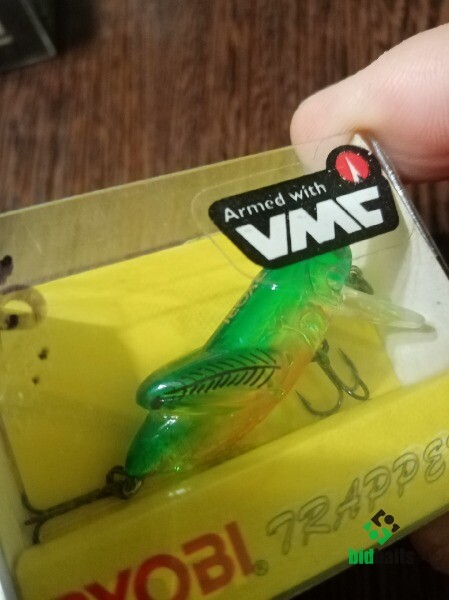 Armed with
VMC
RYOBI®
TRAPPER
bidbaits